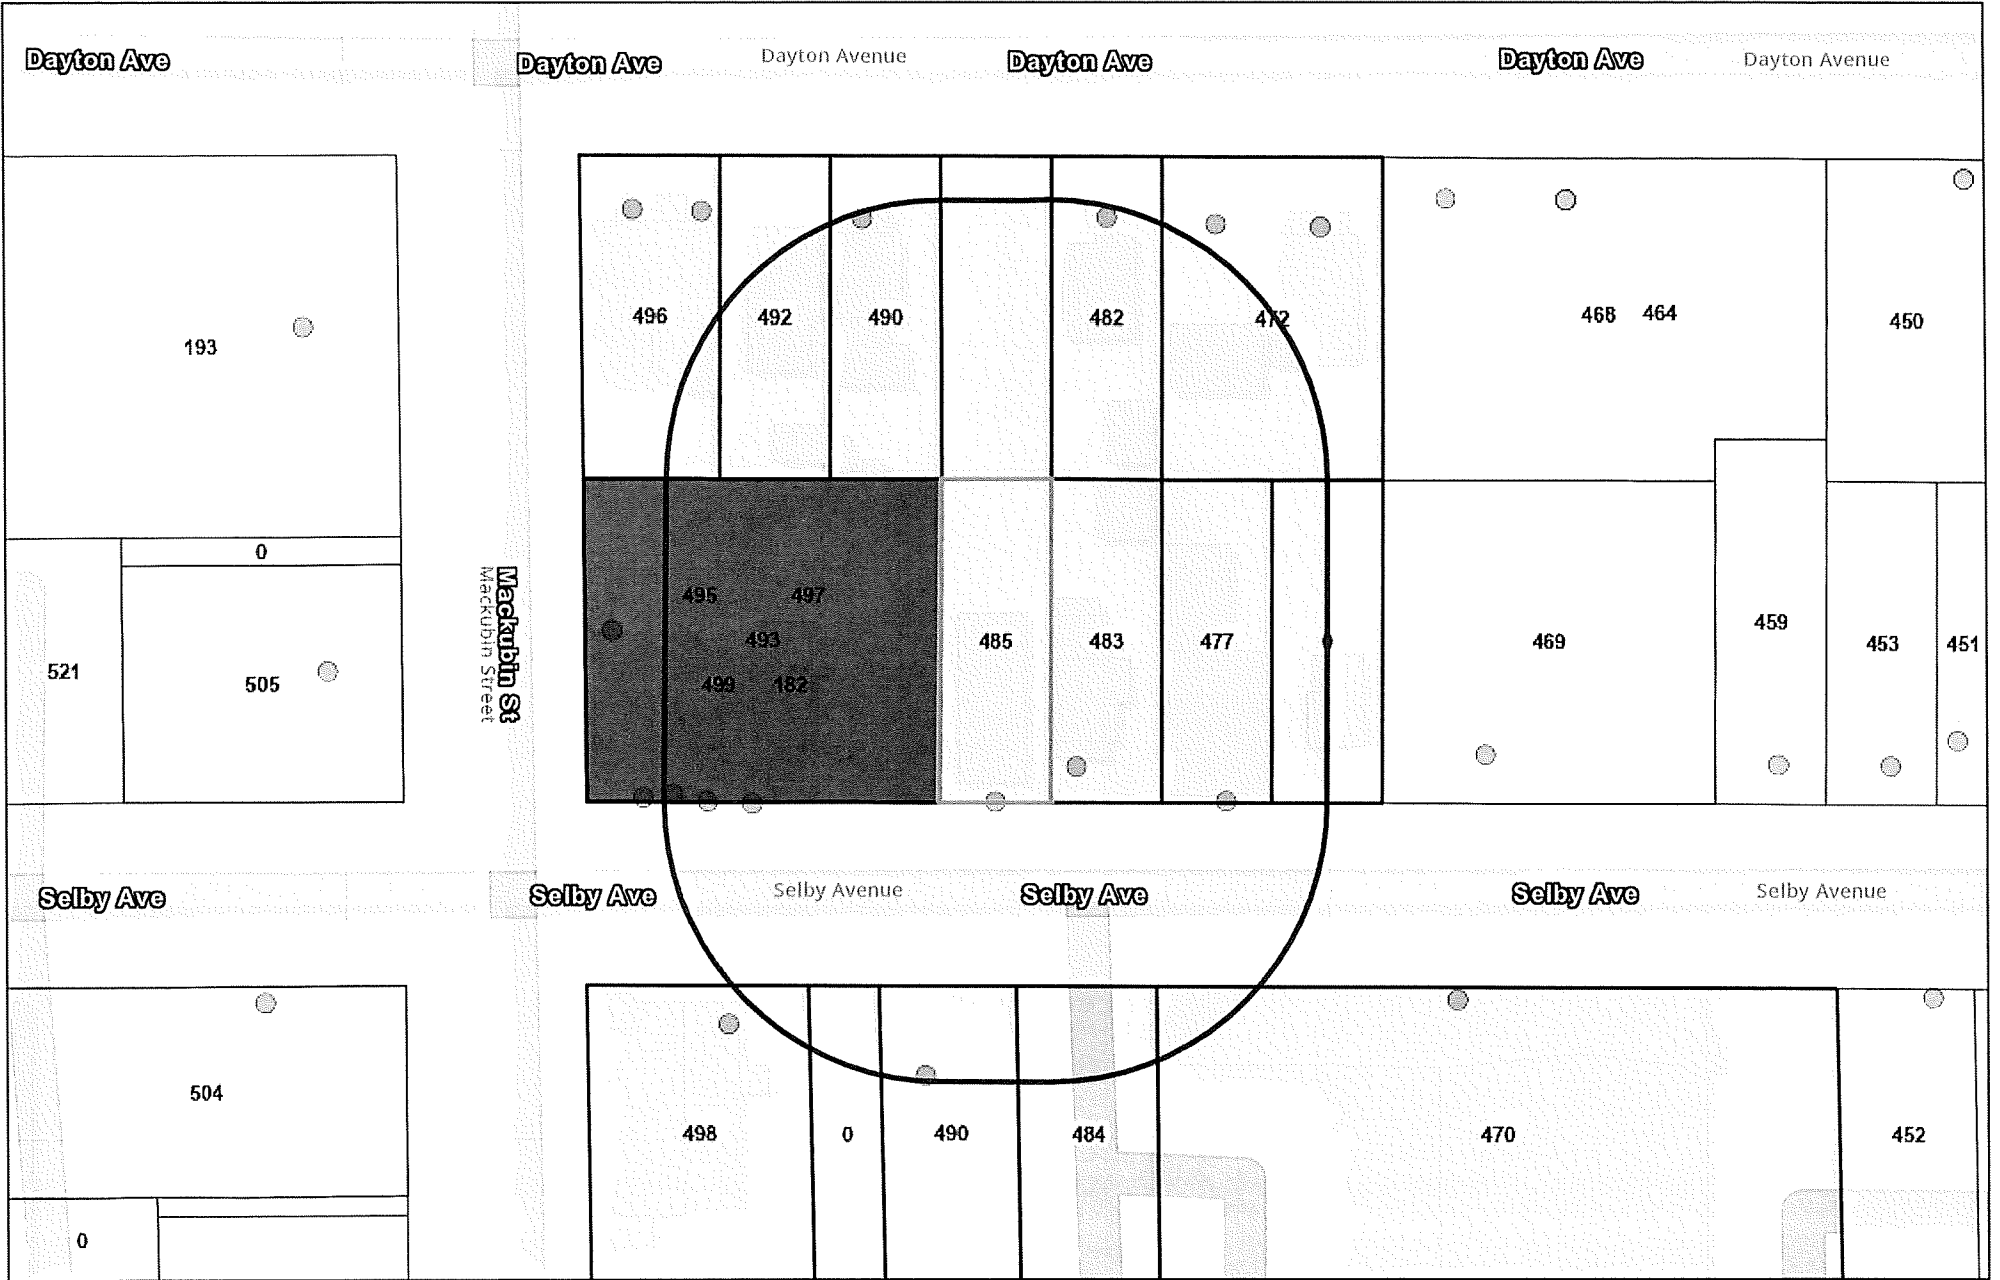 Dayton Ave Dayton Ave Dayton Avenue Dayton Ave Dayton Ave Dayton Avenue
496 492 490 482 472 468 464 450
193
0
495 497
493
499 182
485 483 477 0 469 459 453 451
521 505
Mackubin St
Mackubin Street
Selby Ave Selby Ave Selby Avenue Selby Ave Selby Ave Selby Avenue
504
498 0 490 484 470 452
0